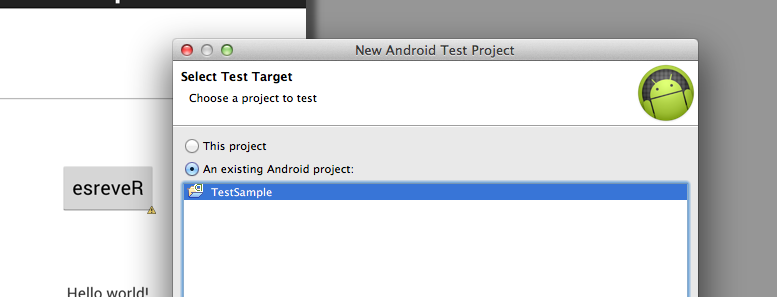 New Android Test Project
Select Test Target
Choose a project to test
This project
An existing Android project:
TestSample
esreveR
Hello world!